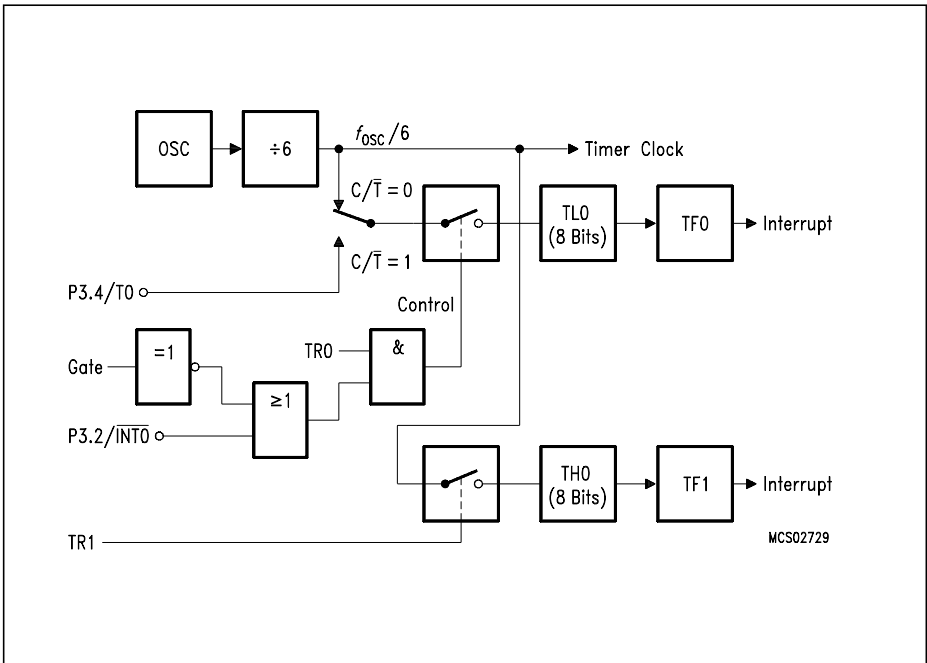 OSC
÷6
fOSC/6
Timer Clock
C/T̅ = 0
TL0
(8 Bits)
TF0
Interrupt
C/T̅ = 1
P3.4/T0
Control
Gate
=1
TR0
&
≥1
P3.2/I̅N̅T̅0̅
TH0
(8 Bits)
TF1
Interrupt
TR1
MCS02729